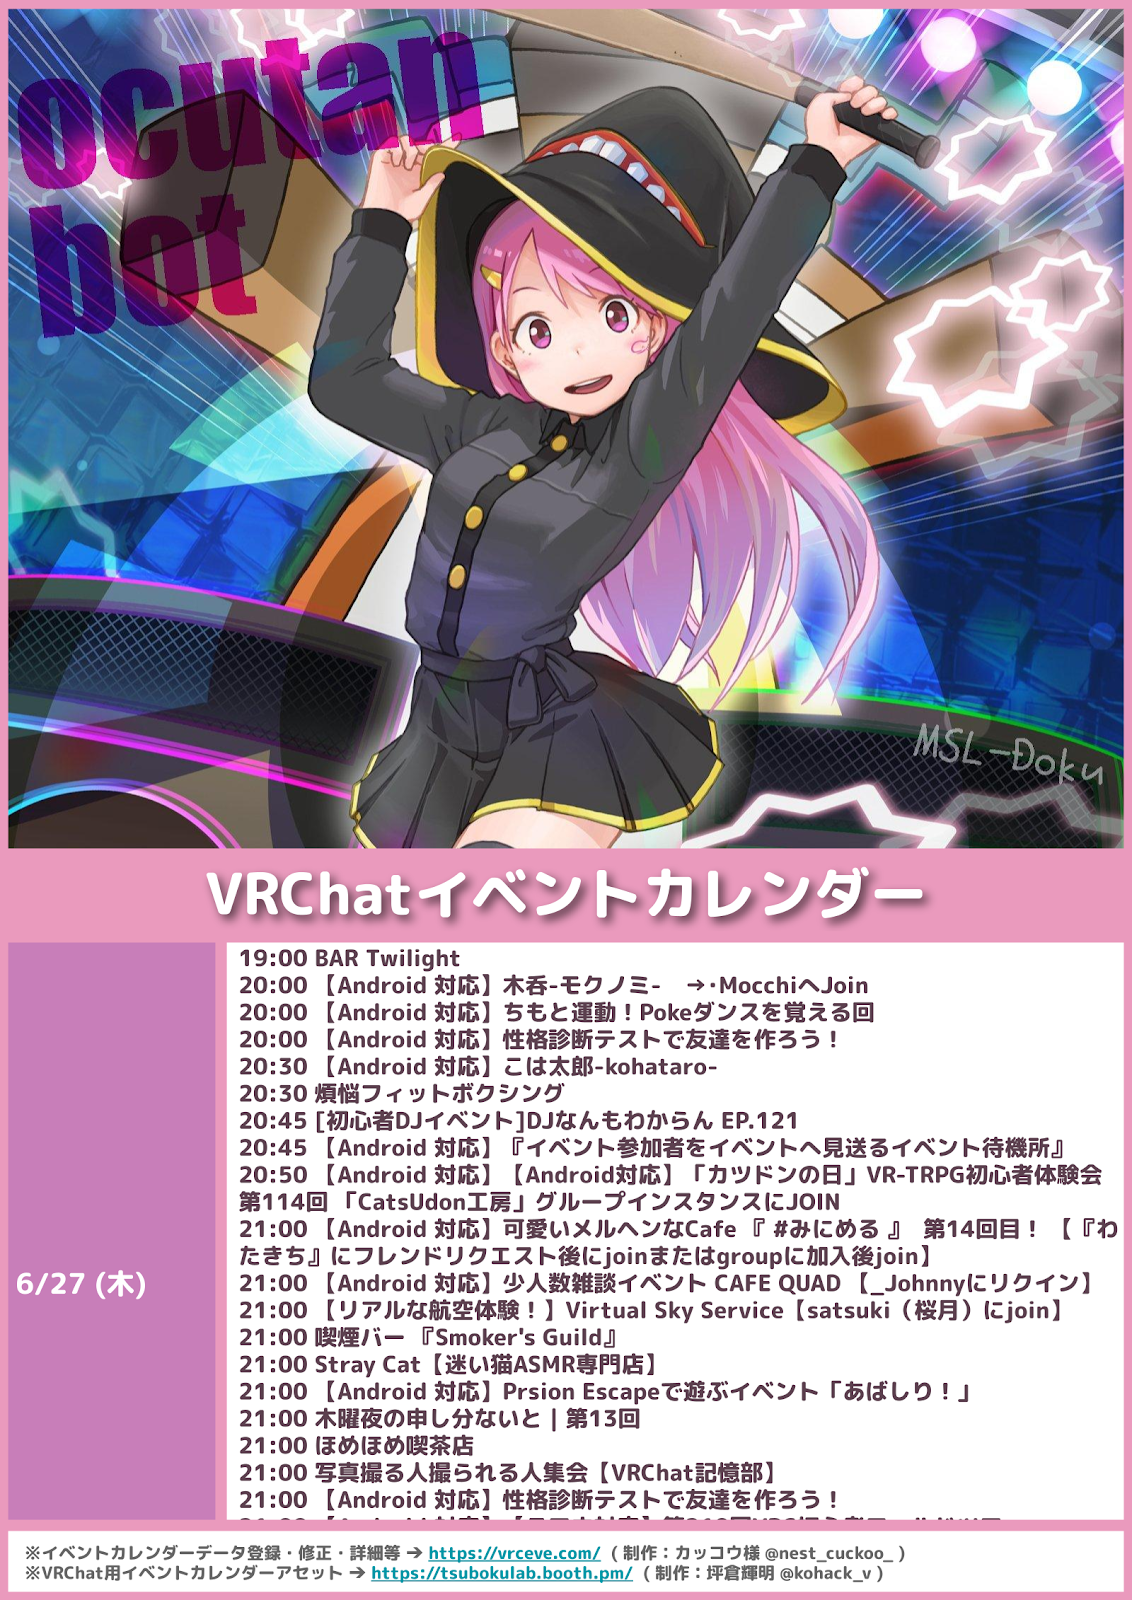 ocutan
bot
MSL-Doku
VRChatイベントカレンダー
6/27 (木)
19:00 BAR Twilight
20:00 【Android 対応】木呑-モクノミ-　→･MocchiへJoin
20:00 【Android 対応】ちもと運動！Pokeダンスを覚える回
20:00 【Android 対応】性格診断テストで友達を作ろう！
20:30 【Android 対応】こは太郎-kohataro-
20:30 煩悩フィットボクシング
20:45 [初心者DJイベント]DJなんもわからん EP.121
20:45 【Android 対応】『イベント参加者をイベントへ見送るイベント待機所』
20:50 【Android 対応】【Android対応】「カツドンの日」VR-TRPG初心者体験会
第114回 「CatsUdon工房」グループインスタンスにJOIN
21:00 【Android 対応】可愛いメルヘンなCafe 『 #みにめる 』 第14回目！ 【『わ
たきち』にフレンドリクエスト後にjoinまたはgroupに加入後join】
21:00 【Android 対応】少人数雑談イベント CAFE QUAD 【_Johnnyにリクイン】
21:00 【リアルな航空体験！】Virtual Sky Service【satsuki（桜月）にjoin】
21:00 喫煙バー 『Smoker's Guild』
21:00 Stray Cat【迷い猫ASMR専門店】
21:00 【Android 対応】Prsion Escapeで遊ぶイベント「あばしり！」
21:00 木曜夜の申し分ないと | 第13回
21:00 ほめほめ喫茶店
21:00 写真撮る人撮られる人集会【VRChat記憶部】
21:00 【Android 対応】性格診断テストで友達を作ろう！
※イベントカレンダーデータ登録・修正・詳細等 → https://vrceve.com/ ( 制作：カッコウ様 @nest_cuckoo_ )
※VRChat用イベントカレンダーアセット → https://tsubokulab.booth.pm/ ( 制作：坪倉輝明 @kohack_v )